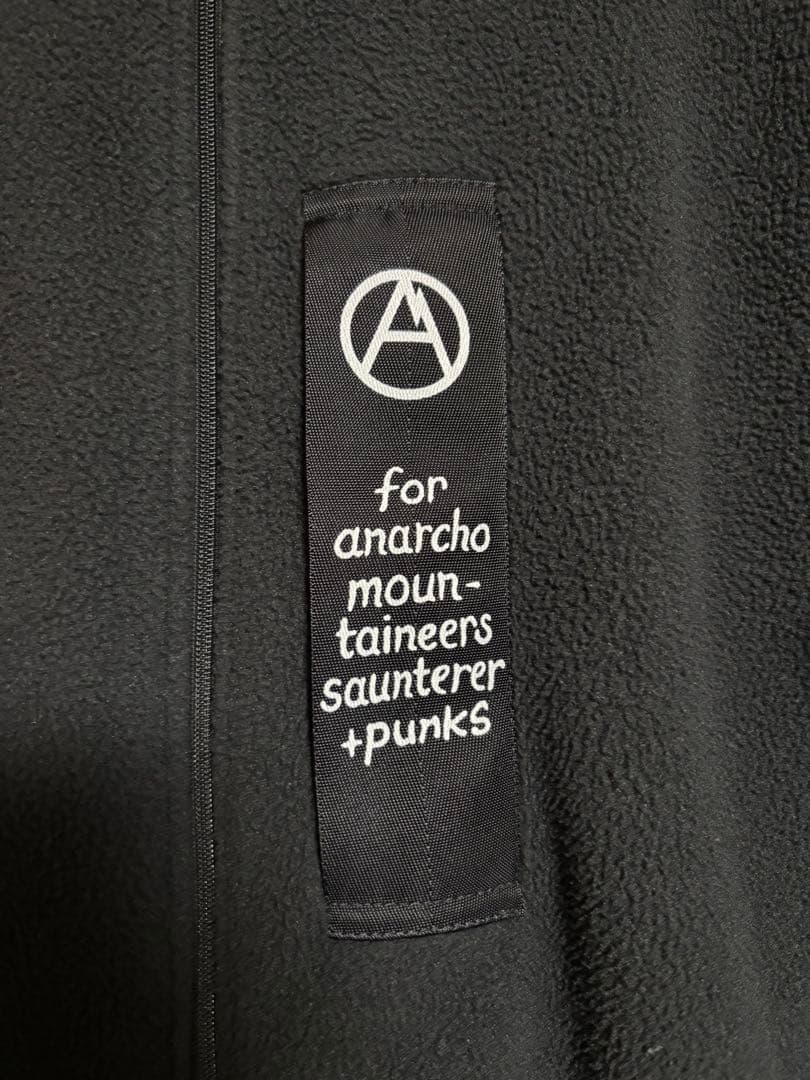 for
anarcho
moun-
taineers
saunterer
+punks